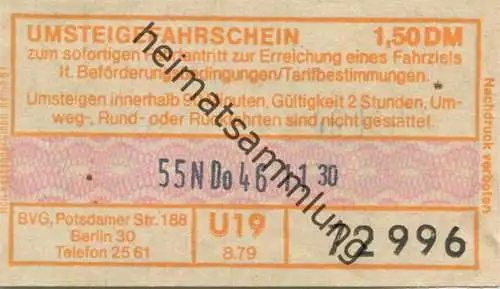 UMSTEIGEFAHRSCHEIN 1,50 DM
zum sofortigen Fahrtantritt zur Erreichung eines Fahrziels
lt. Beförderungsbedingungen/Tarifbestimmungen.
Umsteigen innerhalb 90 Minuten, Gültigkeit 2 Stunden, Um-
weg-, Rund- oder Rückfahrten sind nicht gestattet.
Nachdruck verboten
55N Do 46 11 30
BVG, Potsdamer Str. 188
Berlin 30
Telefon 25 61
U19
8.79
12996
heimatsammlung.de